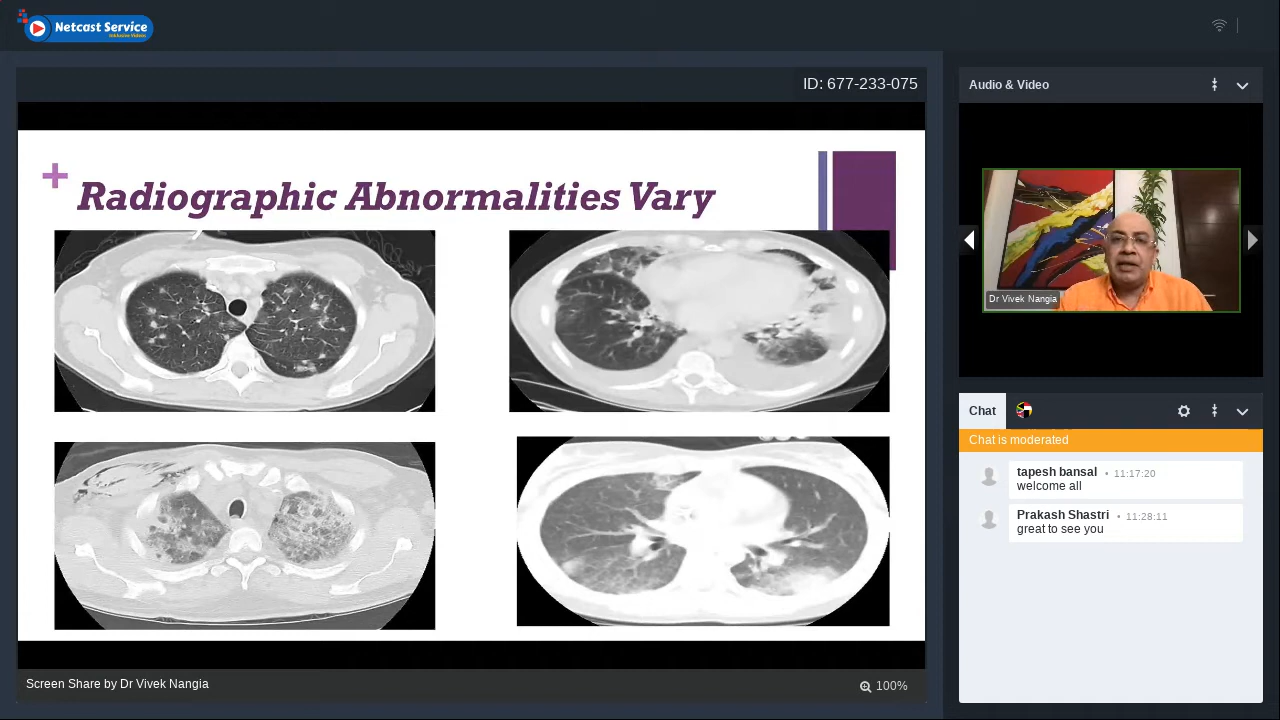 Netcast Service
Inklusive Videos
ID: 677-233-075
Audio & Video
+ Radiographic Abnormalities Vary
Dr Vivek Nangia
Chat
Chat is moderated
tapesh bansal • 11:17:20
welcome all
Prakash Shastri • 11:28:11
great to see you
Screen Share by Dr Vivek Nangia
100%